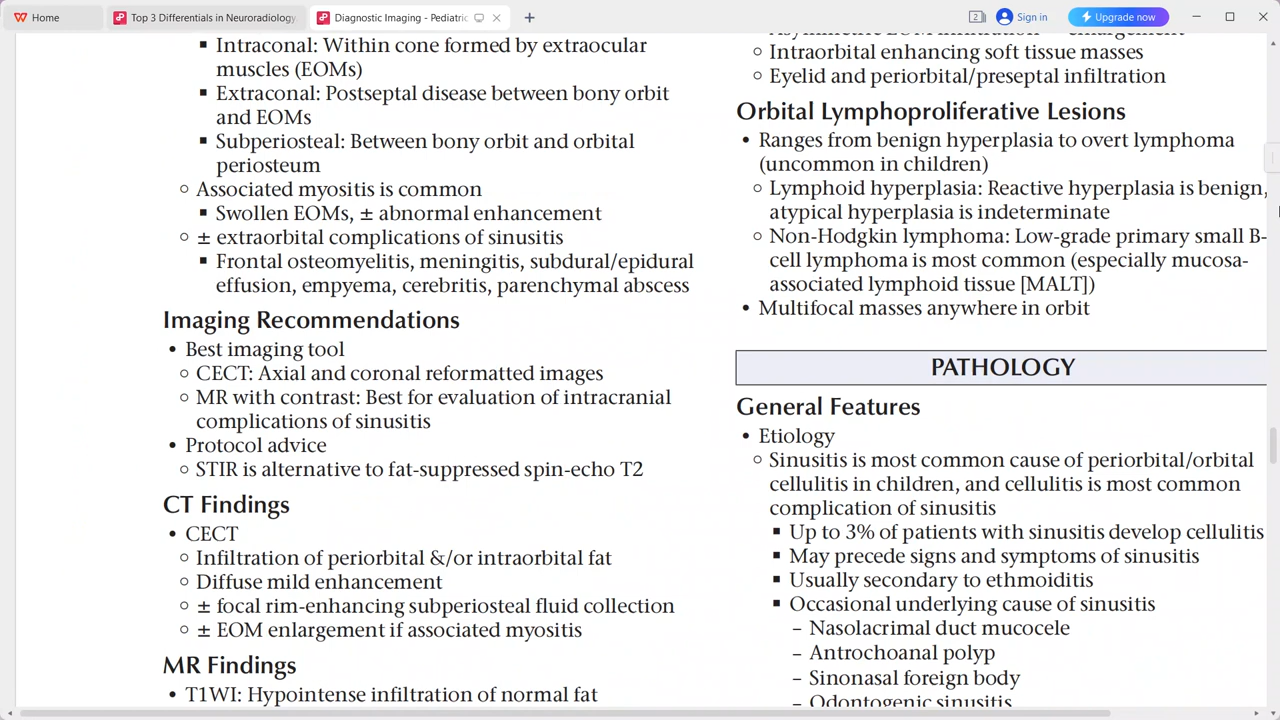 Home
Top 3 Differentials in Neuroradiology
Diagnostic Imaging - Pediatric
2
Sign in
Upgrade now
▪ Intraconal: Within cone formed by extraocular
muscles (EOMs)
▪ Extraconal: Postseptal disease between bony orbit
and EOMs
▪ Subperiosteal: Between bony orbit and orbital
periosteum
○ Associated myositis is common
▪ Swollen EOMs, ± abnormal enhancement
○ ± extraorbital complications of sinusitis
▪ Frontal osteomyelitis, meningitis, subdural/epidural
effusion, empyema, cerebritis, parenchymal abscess
Imaging Recommendations
• Best imaging tool
○ CECT: Axial and coronal reformatted images
○ MR with contrast: Best for evaluation of intracranial
complications of sinusitis
• Protocol advice
○ STIR is alternative to fat-suppressed spin-echo T2
CT Findings
• CECT
○ Infiltration of periorbital &/or intraorbital fat
○ Diffuse mild enhancement
○ ± focal rim-enhancing subperiosteal fluid collection
○ ± EOM enlargement if associated myositis
MR Findings
• T1WI: Hypointense infiltration of normal fat
○ Intraorbital enhancing soft tissue masses
○ Eyelid and periorbital/preseptal infiltration
Orbital Lymphoproliferative Lesions
• Ranges from benign hyperplasia to overt lymphoma
(uncommon in children)
○ Lymphoid hyperplasia: Reactive hyperplasia is benign,
atypical hyperplasia is indeterminate
○ Non-Hodgkin lymphoma: Low-grade primary small B-
cell lymphoma is most common (especially mucosa-
associated lymphoid tissue [MALT])
• Multifocal masses anywhere in orbit
PATHOLOGY
General Features
• Etiology
○ Sinusitis is most common cause of periorbital/orbital
cellulitis in children, and cellulitis is most common
complication of sinusitis
▪ Up to 3% of patients with sinusitis develop cellulitis
▪ May precede signs and symptoms of sinusitis
▪ Usually secondary to ethmoiditis
▪ Occasional underlying cause of sinusitis
– Nasolacrimal duct mucocele
– Antrochoanal polyp
– Sinonasal foreign body
– Odontogenic sinusitis